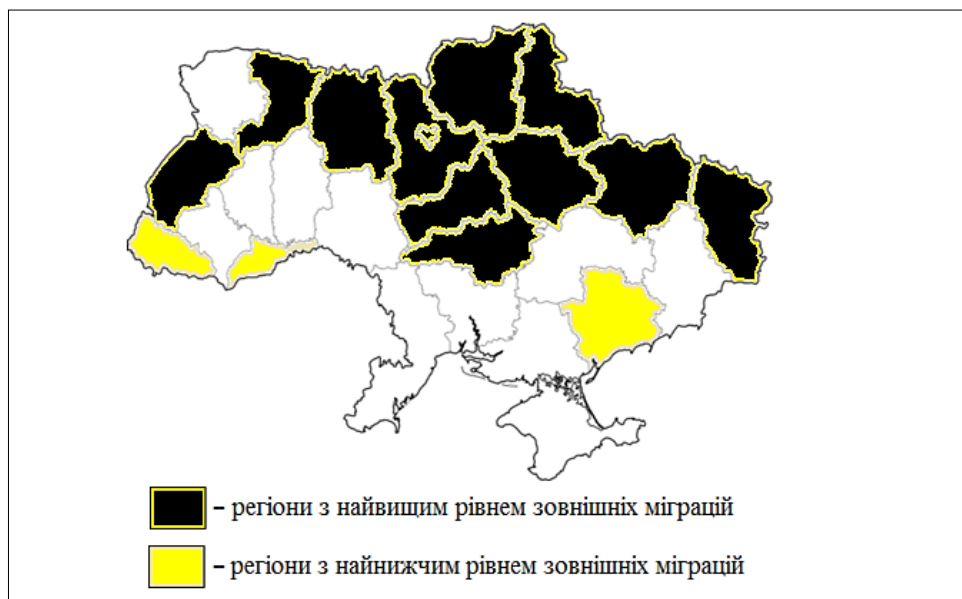 – регіони з найвищим рівнем зовнішніх міграцій
– регіони з найнижчим рівнем зовнішніх міграцій